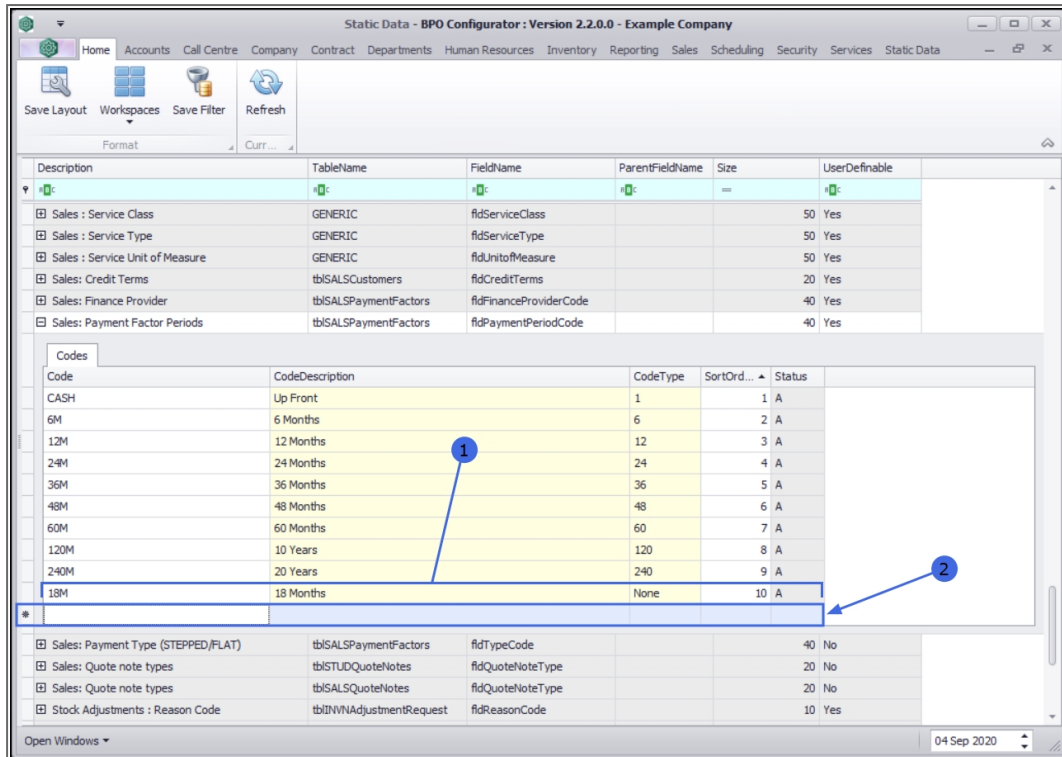 Static Data - BPO Configurator : Version 2.2.0.0 - Example Company
Home Accounts Call Centre Company Contract Departments Human Resources Inventory Reporting Sales Scheduling Security Services Static Data
Save Layout Workspaces Save Filter Refresh
Format Curr...
Description TableName FieldName ParentFieldName Size UserDefinable
Sales : Service Class GENERIC fldServiceClass 50 Yes
Sales : Service Type GENERIC fldServiceType 50 Yes
Sales : Service Unit of Measure GENERIC fldUnitofMeasure 50 Yes
Sales: Credit Terms tblSALSCustomers fldCreditTerms 20 Yes
Sales: Finance Provider tblSALSPaymentFactors fldFinanceProviderCode 40 Yes
Sales: Payment Factor Periods tblSALSPaymentFactors fldPaymentPeriodCode 40 Yes
Codes
Code CodeDescription CodeType SortOrd... Status
CASH Up Front 1 1 A
6M 6 Months 6 2 A
12M 12 Months 12 3 A
1
24M 24 Months 24 4 A
36M 36 Months 36 5 A
48M 48 Months 48 6 A
60M 60 Months 60 7 A
120M 10 Years 120 8 A
240M 20 Years 240 9 A
2
18M 18 Months None 10 A
Sales: Payment Type (STEPPED/FLAT) tblSALSPaymentFactors fldTypeCode 40 No
Sales: Quote note types tblSTUDQuoteNotes fldQuoteNoteType 20 No
Sales: Quote note types tblSALSQuoteNotes fldQuoteNoteType 20 No
Stock Adjustments : Reason Code tblINVNAdjustmentRequest fldReasonCode 10 Yes
Open Windows 04 Sep 2020